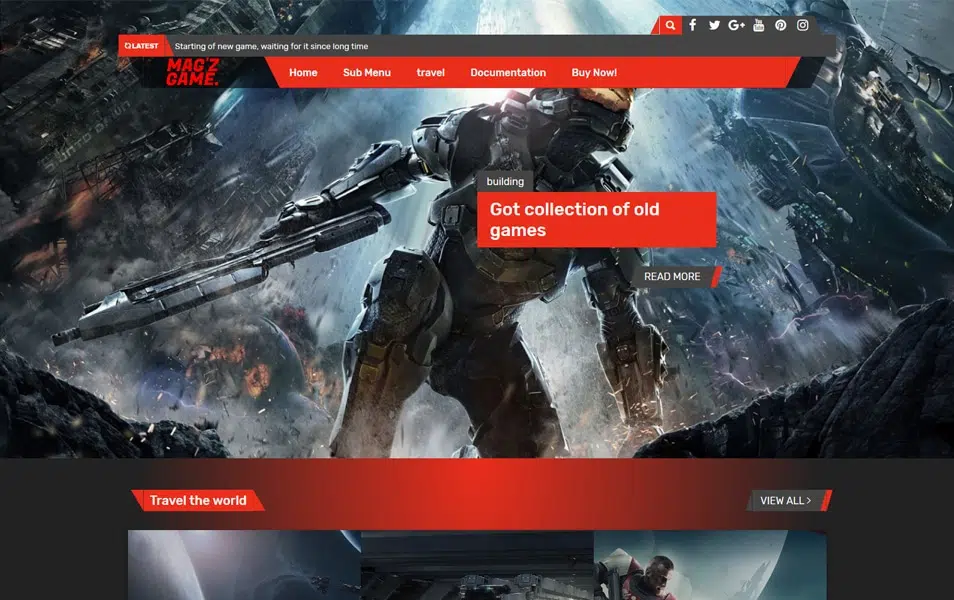 LATEST
Starting of new game, waiting for it since long time
MAG'Z
GAME.
Home Sub Menu travel Documentation Buy Now!
building
Got collection of old
games
READ MORE
Travel the world
VIEW ALL >